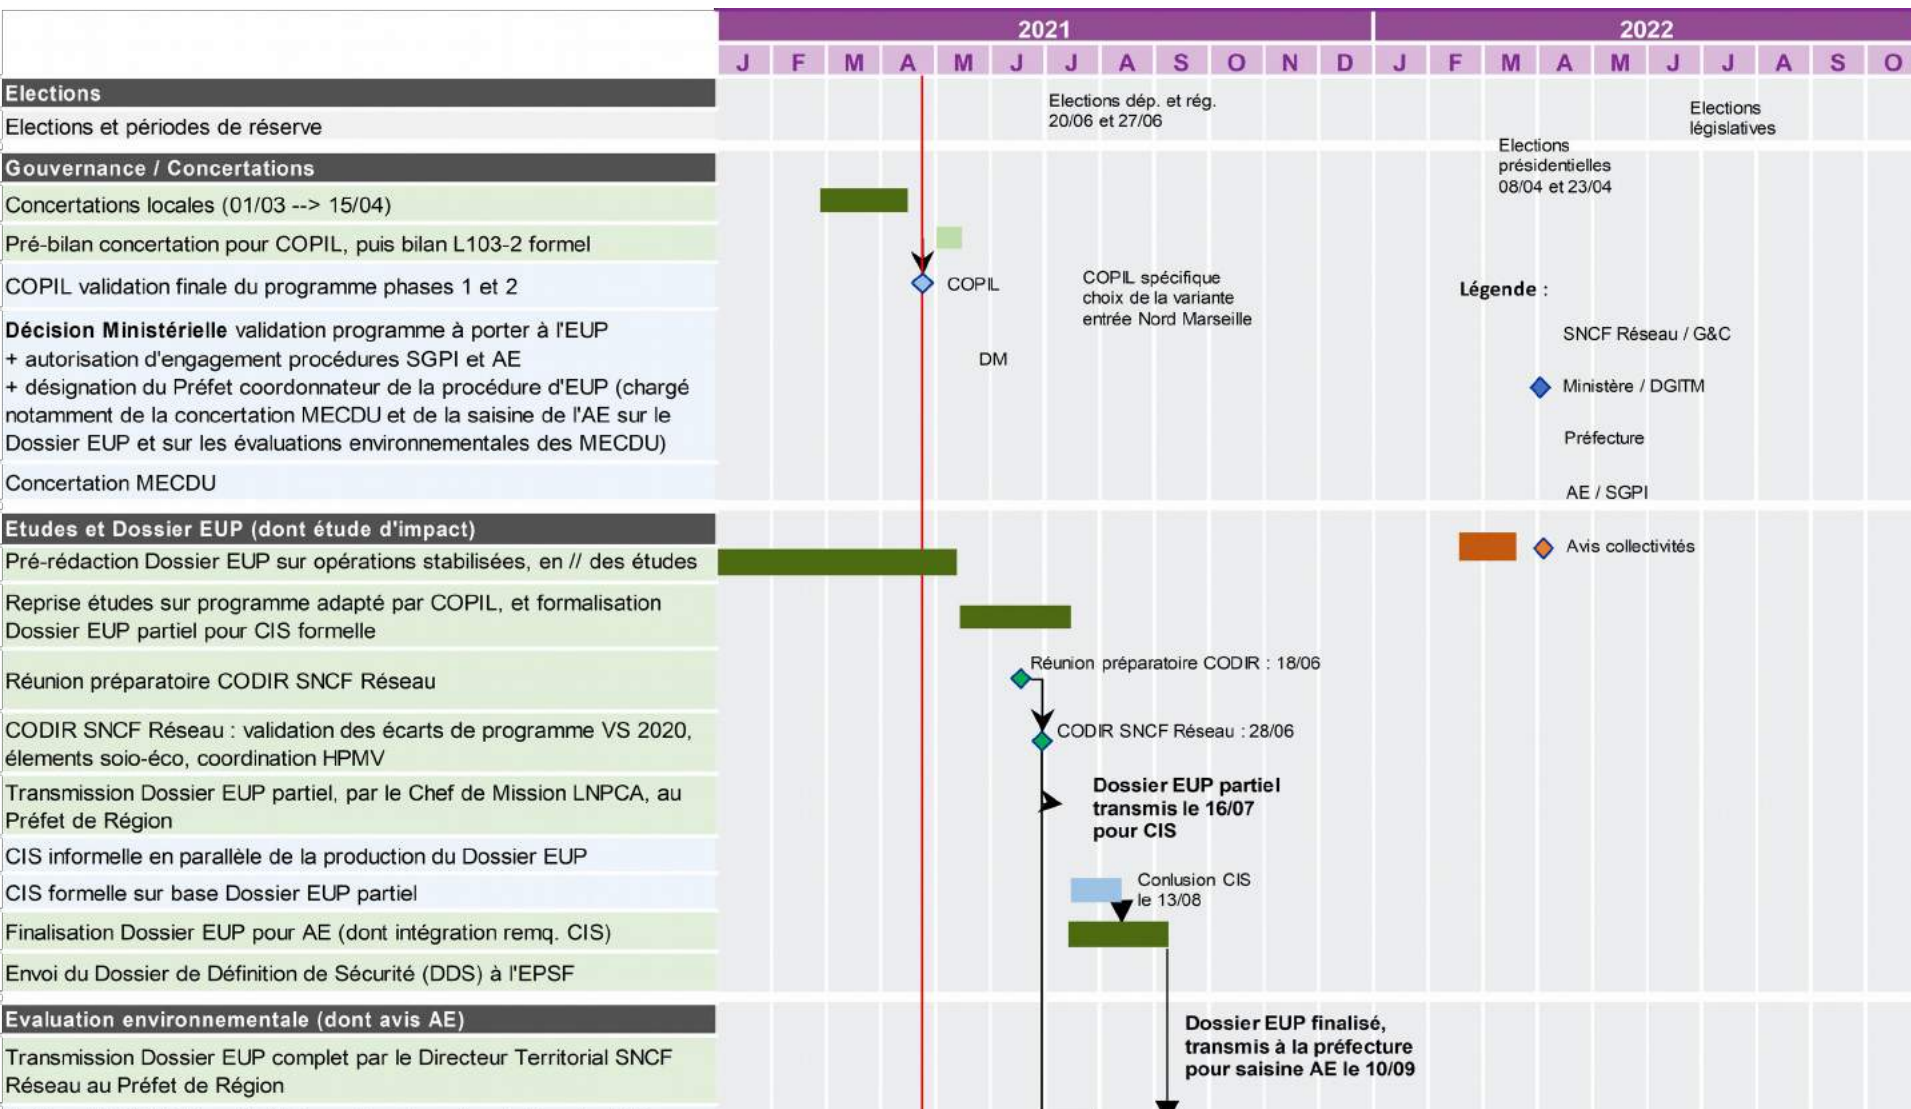 2021
2022
J F M A M J J A S O N D J F M A M J J A S O
Elections
Elections et périodes de réserve
Elections dép. et rég.
20/06 et 27/06
Elections
législatives
Elections
présidentielles
08/04 et 23/04
Gouvernance / Concertations
Concertations locales (01/03 --> 15/04)
Pré-bilan concertation pour COPIL, puis bilan L103-2 formel
COPIL validation finale du programme phases 1 et 2
COPIL
COPIL spécifique
choix de la variante
entrée Nord Marseille
Légende :
SNCF Réseau / G&C
Ministère / DGITM
Préfecture
AE / SGPI
Avis collectivités
Décision Ministérielle validation programme à porter à l'EUP
+ autorisation d'engagement procédures SGPI et AE
+ désignation du Préfet coordonnateur de la procédure d'EUP (chargé
notamment de la concertation MECDU et de la saisine de l'AE sur le
Dossier EUP et sur les évaluations environnementales des MECDU)
DM
Concertation MECDU
Etudes et Dossier EUP (dont étude d'impact)
Pré-rédaction Dossier EUP sur opérations stabilisées, en // des études
Reprise études sur programme adapté par COPIL, et formalisation
Dossier EUP partiel pour CIS formelle
Réunion préparatoire CODIR SNCF Réseau
Réunion préparatoire CODIR : 18/06
CODIR SNCF Réseau : validation des écarts de programme VS 2020,
élements soio-éco, coordination HPMV
CODIR SNCF Réseau : 28/06
Transmission Dossier EUP partiel, par le Chef de Mission LNPCA, au
Préfet de Région
Dossier EUP partiel
transmis le 16/07
pour CIS
CIS informelle en parallèle de la production du Dossier EUP
CIS formelle sur base Dossier EUP partiel
Conlusion CIS
le 13/08
Finalisation Dossier EUP pour AE (dont intégration remq. CIS)
Envoi du Dossier de Définition de Sécurité (DDS) à l'EPSF
Evaluation environnementale (dont avis AE)
Transmission Dossier EUP complet par le Directeur Territorial SNCF
Réseau au Préfet de Région
Dossier EUP finalisé,
transmis à la préfecture
pour saisine AE le 10/09